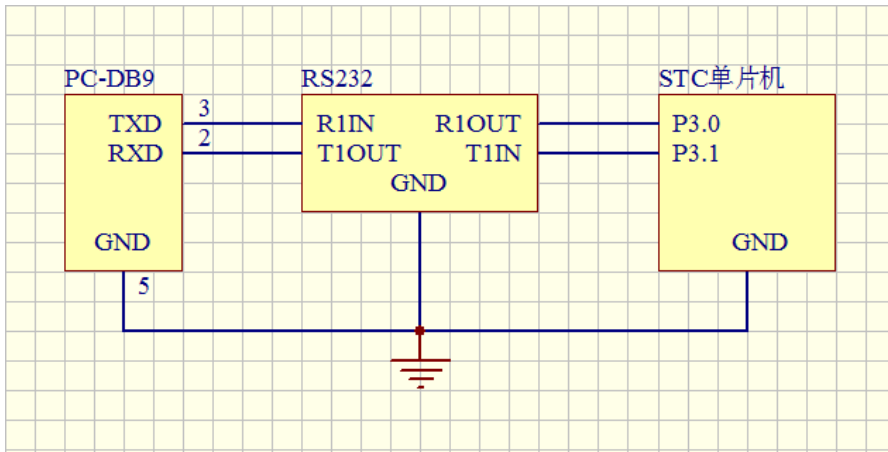 PC-DB9 RS232 STC单片机
TXD 3 R1IN R1OUT P3.0
RXD 2 T1OUT T1IN P3.1
GND
GND GND
5